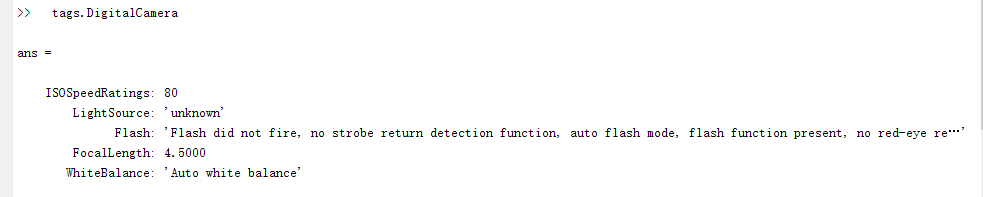 >> tags.DigitalCamera
ans =
ISOSpeedRatings: 80
LightSource: 'unknown'
Flash: 'Flash did not fire, no strobe return detection function, auto flash mode, flash function present, no red-eye re…'
FocalLength: 4.5000
WhiteBalance: 'Auto white balance'